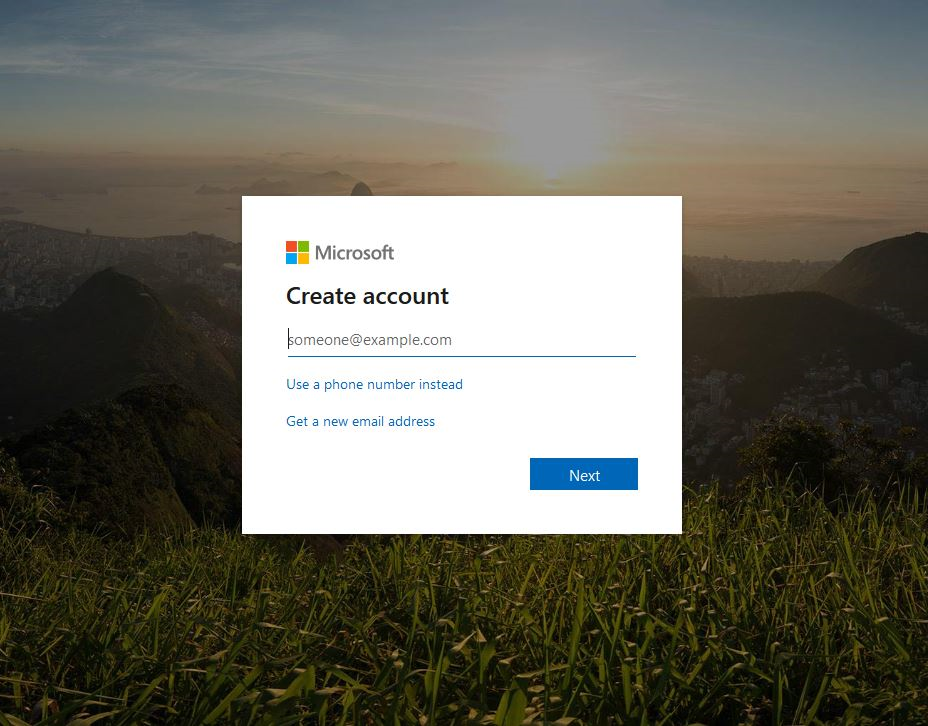 Microsoft
Create account
someone@example.com
Use a phone number instead
Get a new email address
Next